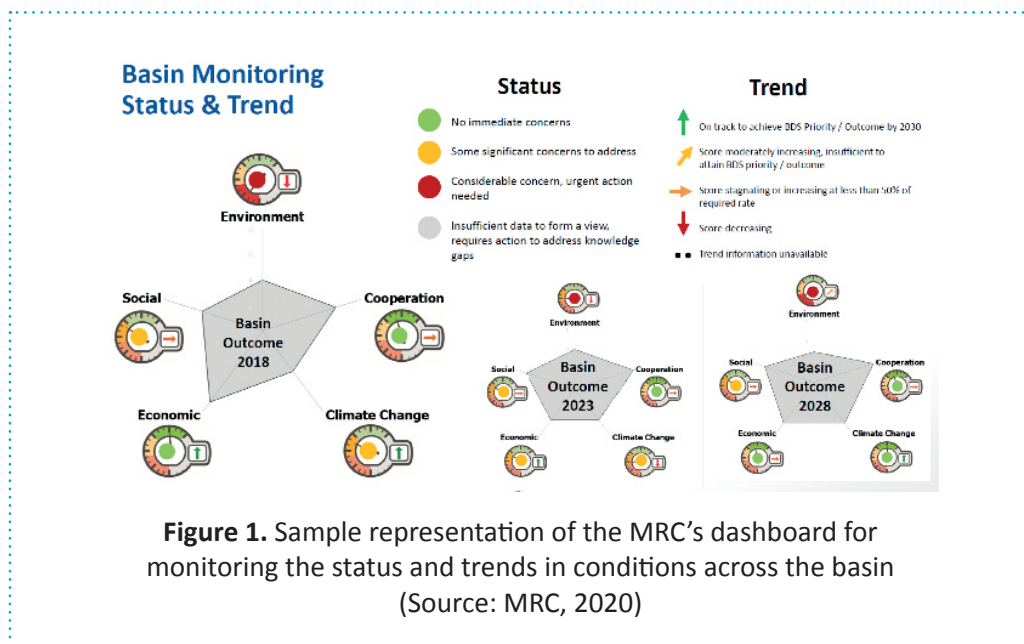 Basin Monitoring
Status & Trend
Status
No immediate concerns
Some significant concerns to address
Considerable concern, urgent action
needed
Insufficient data to form a view,
requires action to address knowledge
gaps
Trend
On track to achieve BDS Priority / Outcome by 2030
Score moderately increasing, insufficient to
attain BDS priority / outcome
Score stagnating or increasing at less than 50% of
required rate
Score decreasing
Trend information unavailable
Environment
Social
Cooperation
Basin
Outcome
2018
Economic
Climate Change
Environment
Social
Cooperation
Basin
Outcome
2023
Economic
Climate Change
Environment
Social
Cooperation
Basin
Outcome
2028
Economic
Climate Change
Figure 1. Sample representation of the MRC’s dashboard for
monitoring the status and trends in conditions across the basin
(Source: MRC, 2020)